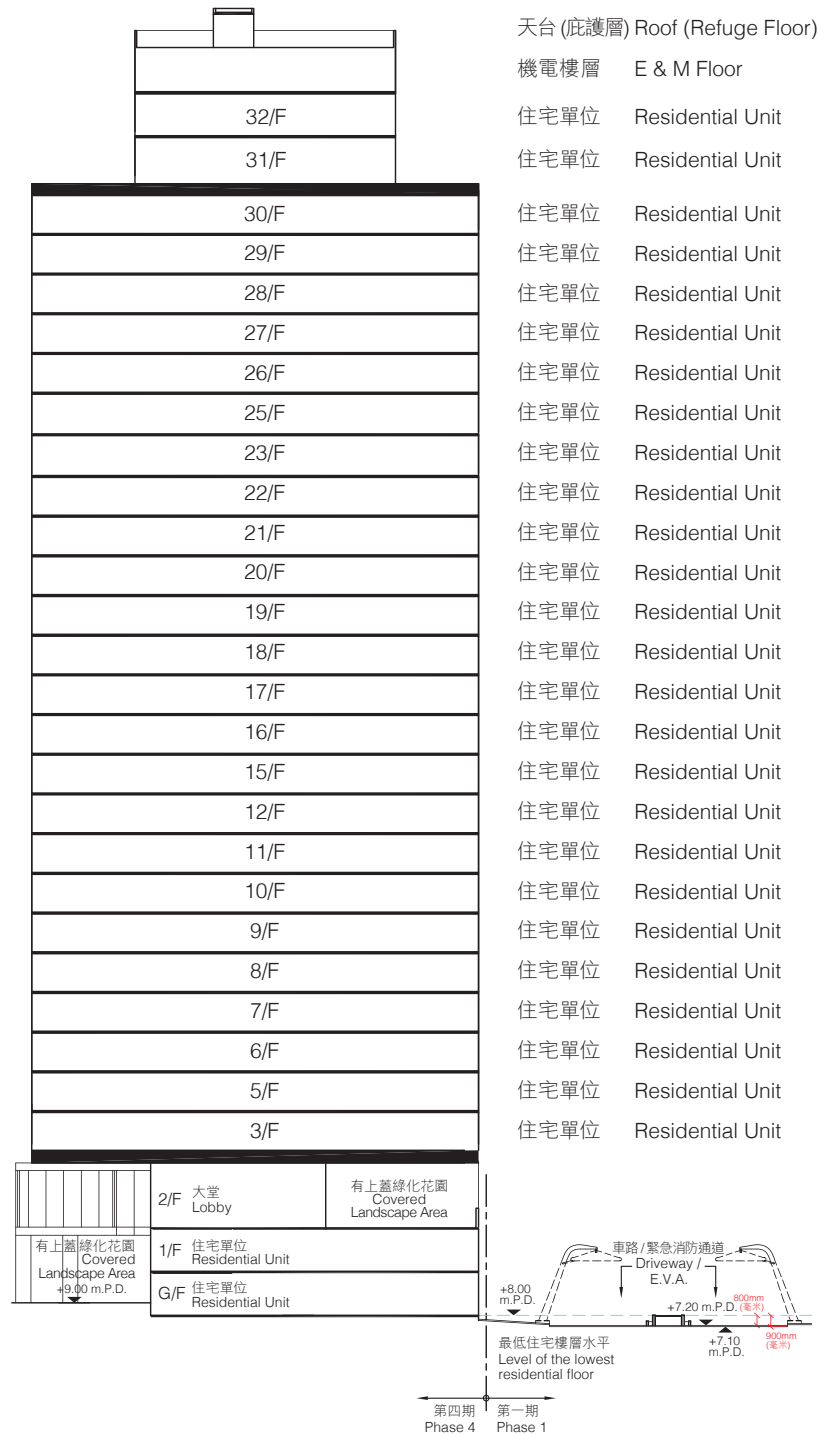 天台 (庇護層) Roof (Refuge Floor)
機電樓層 E & M Floor
32/F 住宅單位 Residential Unit
31/F 住宅單位 Residential Unit
30/F 住宅單位 Residential Unit
29/F 住宅單位 Residential Unit
28/F 住宅單位 Residential Unit
27/F 住宅單位 Residential Unit
26/F 住宅單位 Residential Unit
25/F 住宅單位 Residential Unit
23/F 住宅單位 Residential Unit
22/F 住宅單位 Residential Unit
21/F 住宅單位 Residential Unit
20/F 住宅單位 Residential Unit
19/F 住宅單位 Residential Unit
18/F 住宅單位 Residential Unit
17/F 住宅單位 Residential Unit
16/F 住宅單位 Residential Unit
15/F 住宅單位 Residential Unit
12/F 住宅單位 Residential Unit
11/F 住宅單位 Residential Unit
10/F 住宅單位 Residential Unit
9/F 住宅單位 Residential Unit
8/F 住宅單位 Residential Unit
7/F 住宅單位 Residential Unit
6/F 住宅單位 Residential Unit
5/F 住宅單位 Residential Unit
3/F 住宅單位 Residential Unit
2/F 大堂
Lobby
有上蓋綠化花園
Covered
Landscape Area
有上蓋綠化花園
Covered
Landscape Area
+9.00 m.P.D.
1/F 住宅單位
Residential Unit
G/F 住宅單位
Residential Unit
車路/緊急消防通道
Driveway /
E.V.A.
+8.00
m.P.D.
+7.20 m.P.D.
800mm
(毫米)
+7.10
m.P.D.
900mm
(毫米)
最低住宅樓層水平
Level of the lowest
residential floor
第四期
Phase 4
第一期
Phase 1